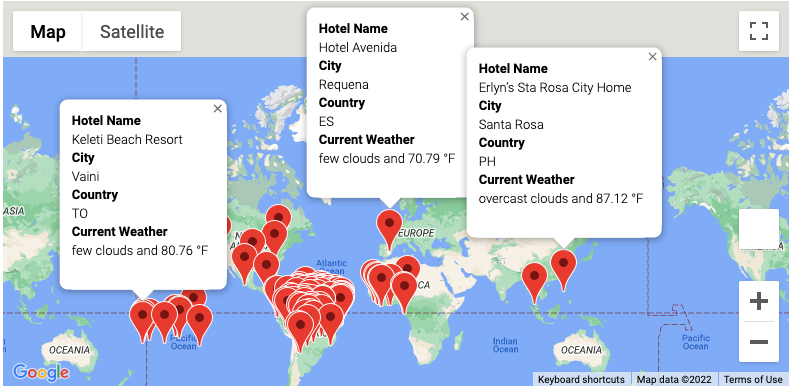 Map
Satellite
Hotel Name
Hotel Avenida
City
Requena
Country
ES
Current Weather
few clouds and 70.79 °F
Hotel Name
Erlyn's Sta Rosa City Home
City
Santa Rosa
Country
PH
Current Weather
overcast clouds and 87.12 °F
Hotel Name
Keleti Beach Resort
City
Vaini
Country
TO
Current Weather
few clouds and 80.76 °F
ASIA
EUROPE
Atlantic
Ocean
Pacific
Ocean
OCEANIA
Indian
Ocean
OCEANIA
Pacific
Ocean
Google
Keyboard shortcuts
Map data ©2022
Terms of Use